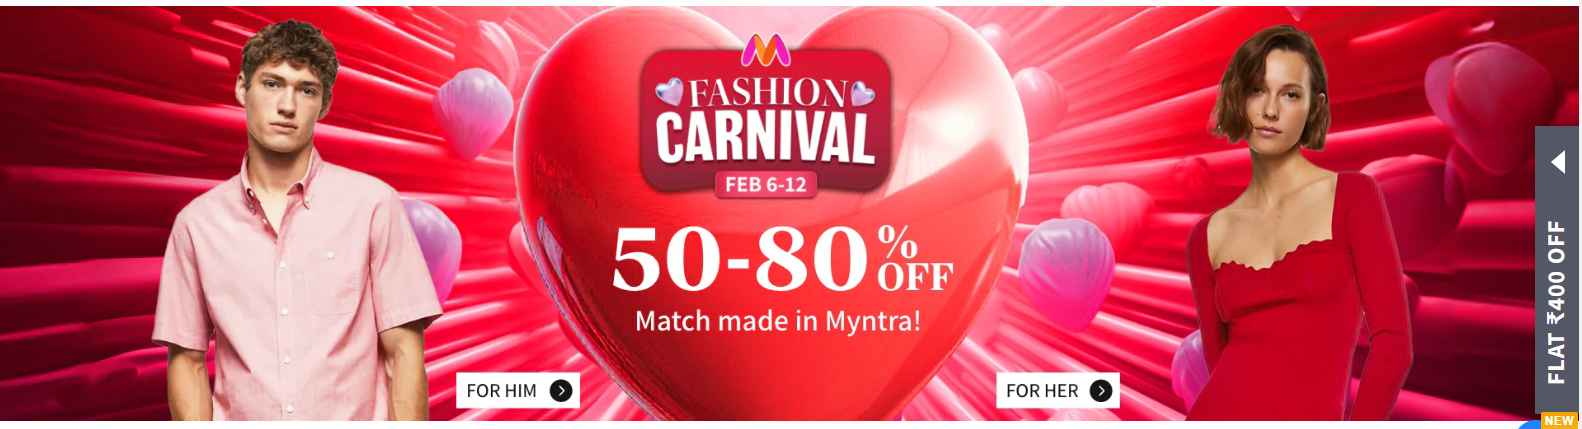 FASHION
CARNIVAL
FEB 6-12
50-80% OFF
Match made in Myntra!
FOR HIM
FOR HER
FLAT ₹400 OFF
NEW